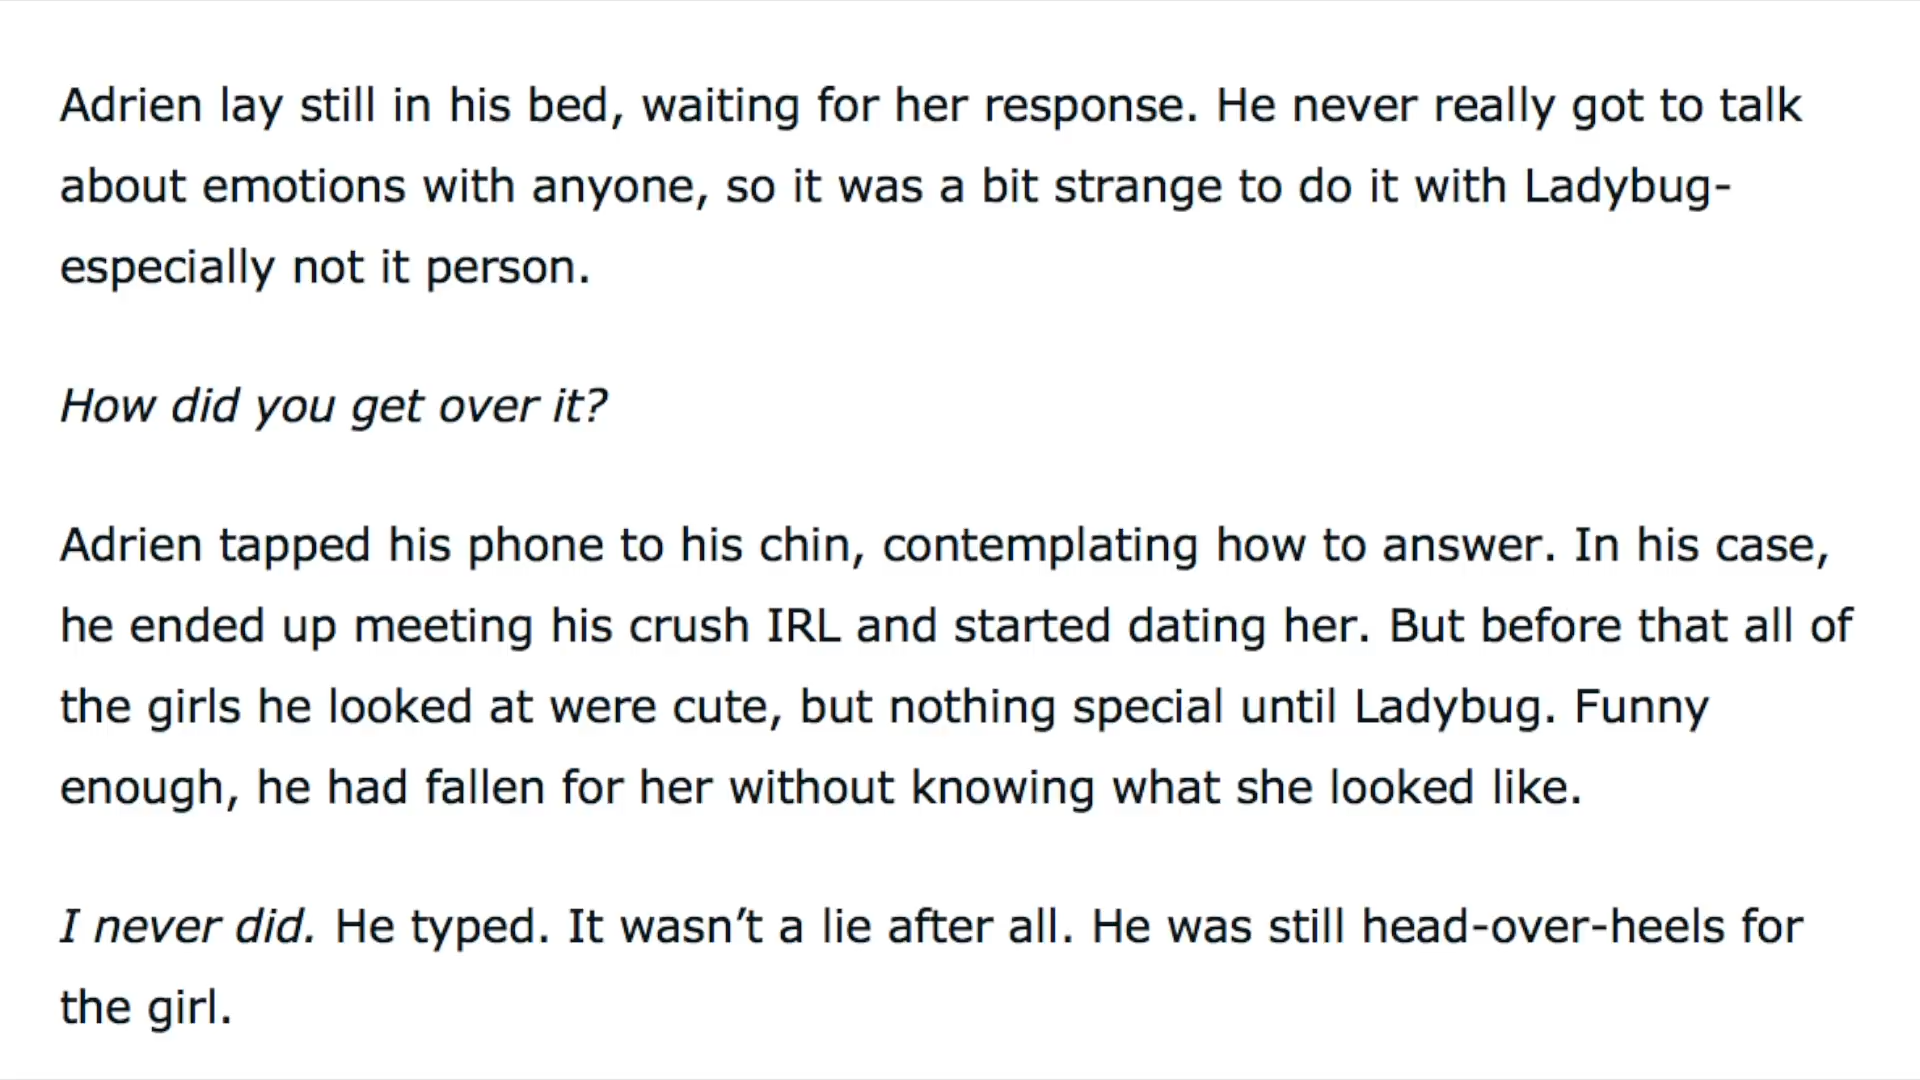 Adrien lay still in his bed, waiting for her response. He never really got to talk
about emotions with anyone, so it was a bit strange to do it with Ladybug-
especially not it person.
How did you get over it?
Adrien tapped his phone to his chin, contemplating how to answer. In his case,
he ended up meeting his crush IRL and started dating her. But before that all of
the girls he looked at were cute, but nothing special until Ladybug. Funny
enough, he had fallen for her without knowing what she looked like.
I never did. He typed. It wasn’t a lie after all. He was still head-over-heels for
the girl.